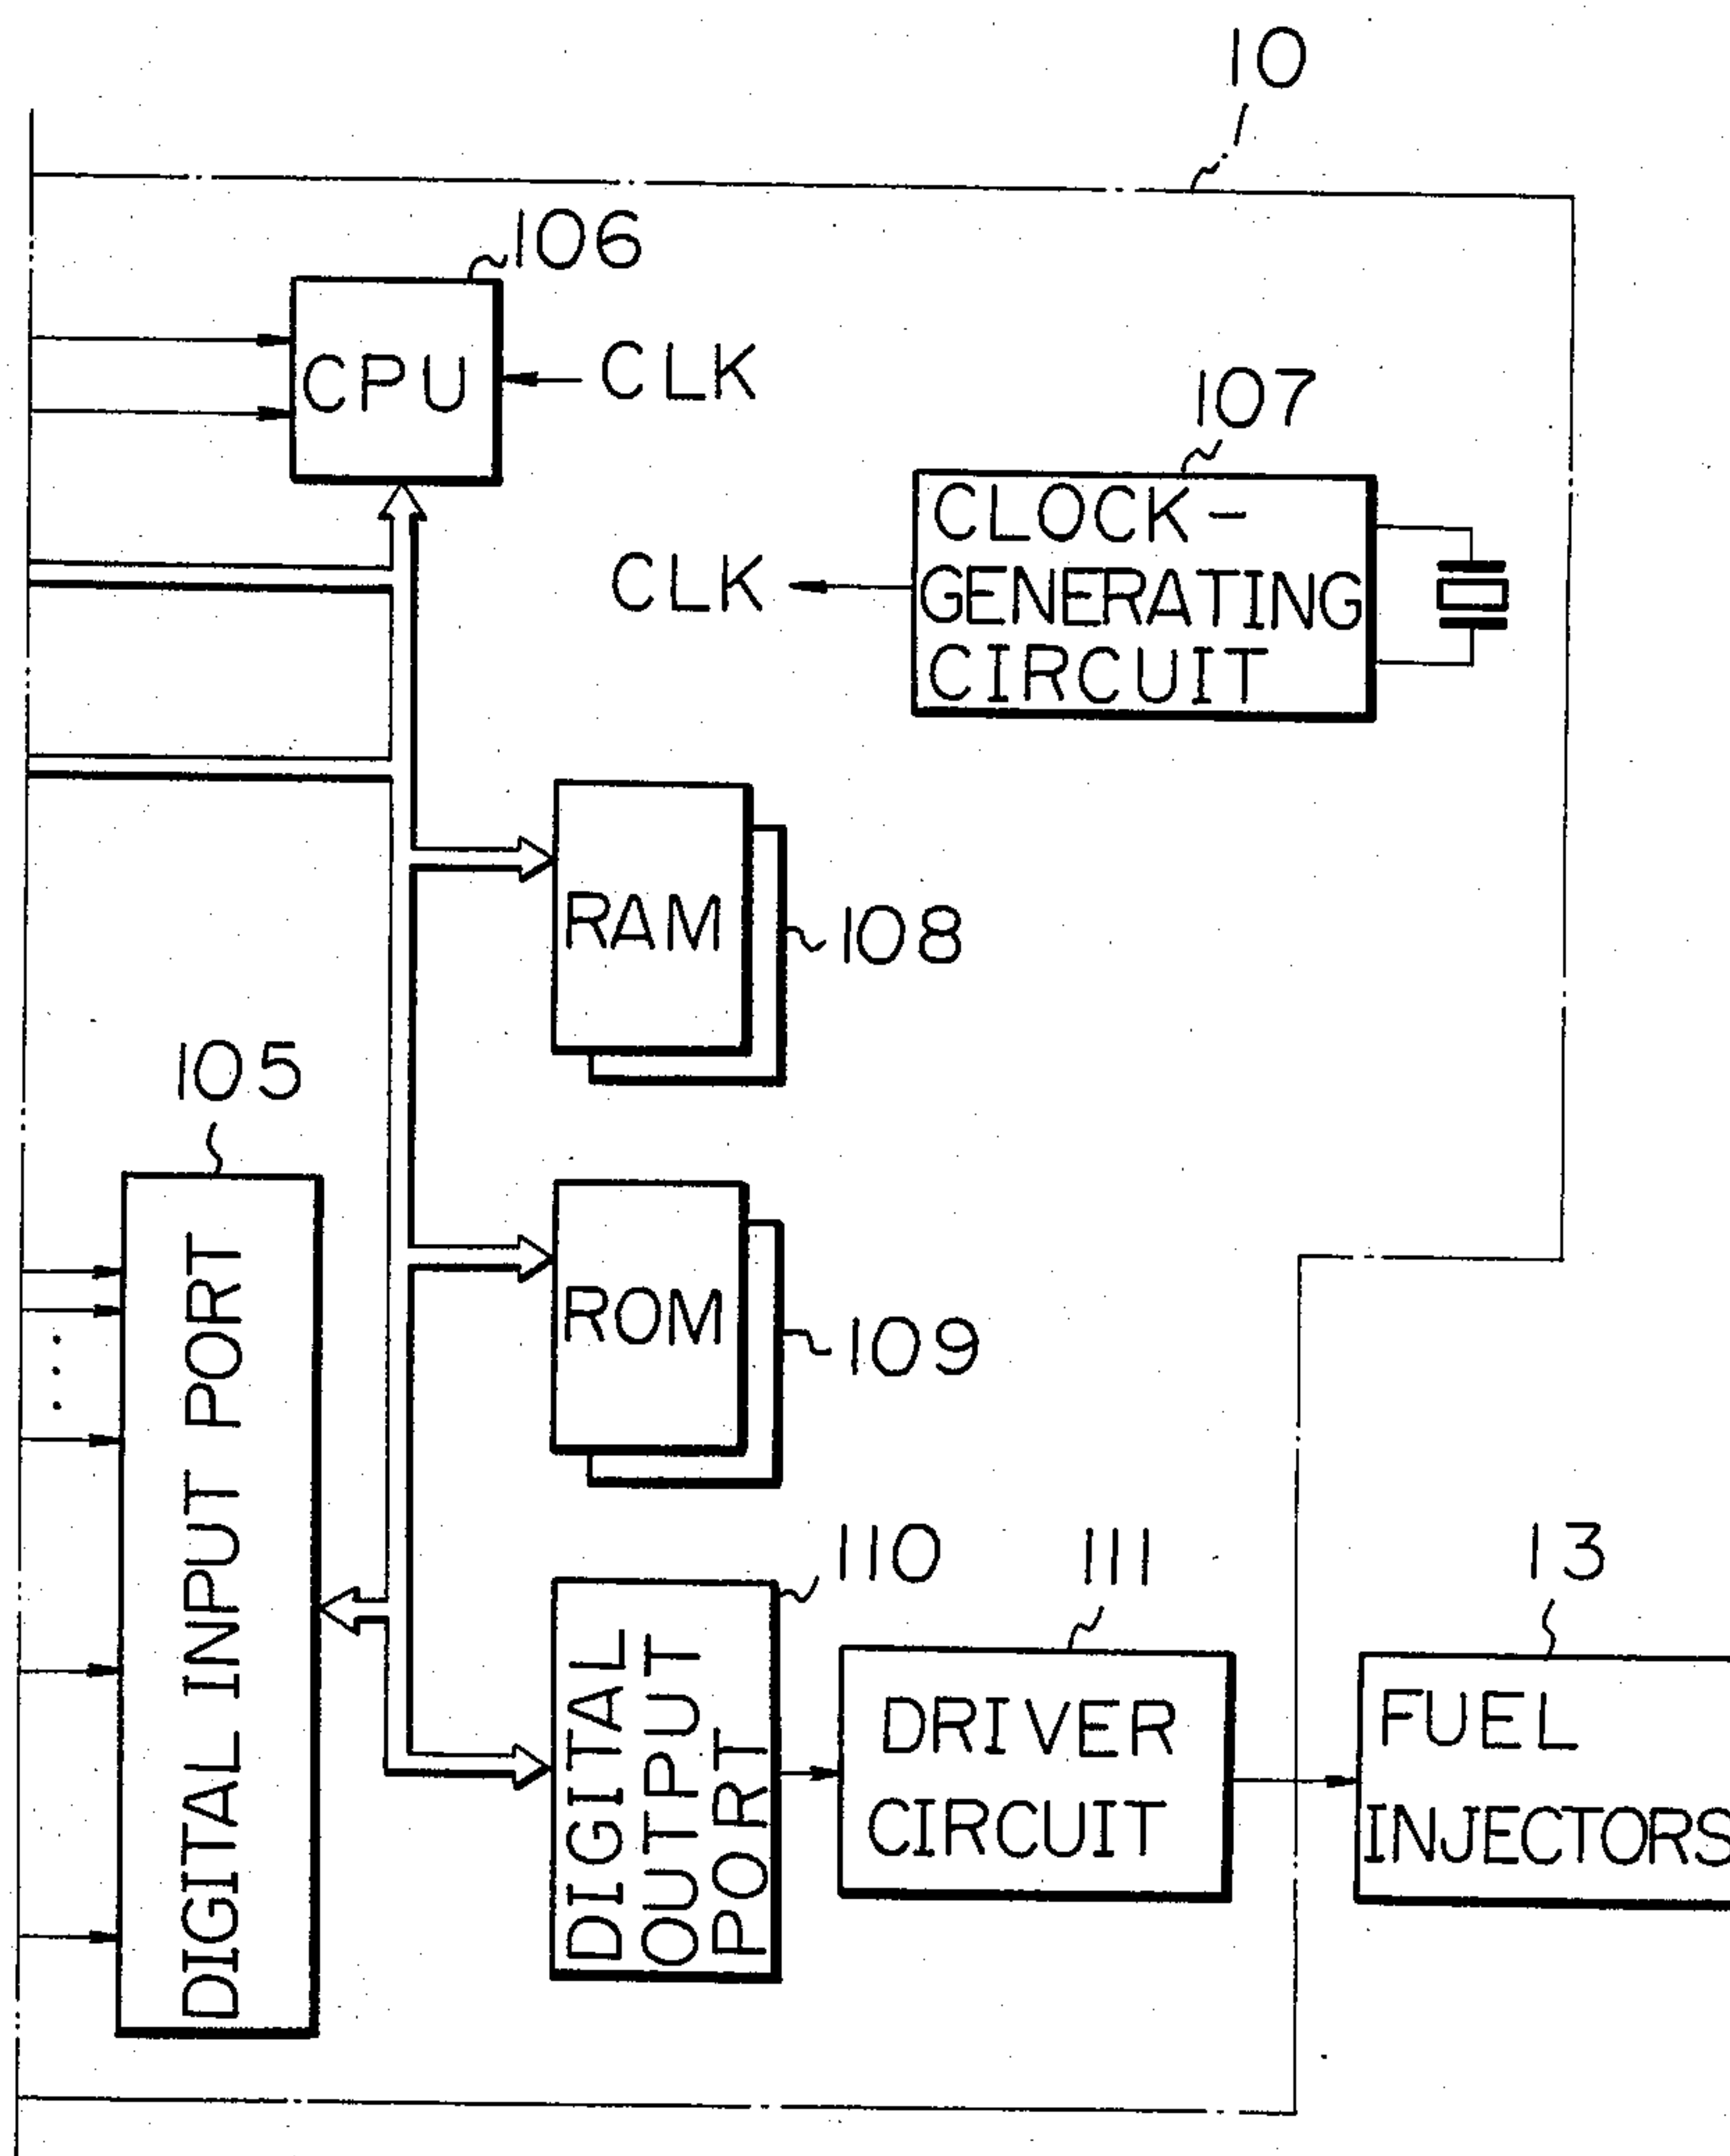 10
106
CPU
CLK
107
CLOCK-
GENERATING
CIRCUIT
CLK
RAM
108
105
DIGITAL INPUT PORT
ROM
109
110
DIGITAL
OUTPUT
PORT
111
DRIVER
CIRCUIT
13
FUEL
INJECTORS